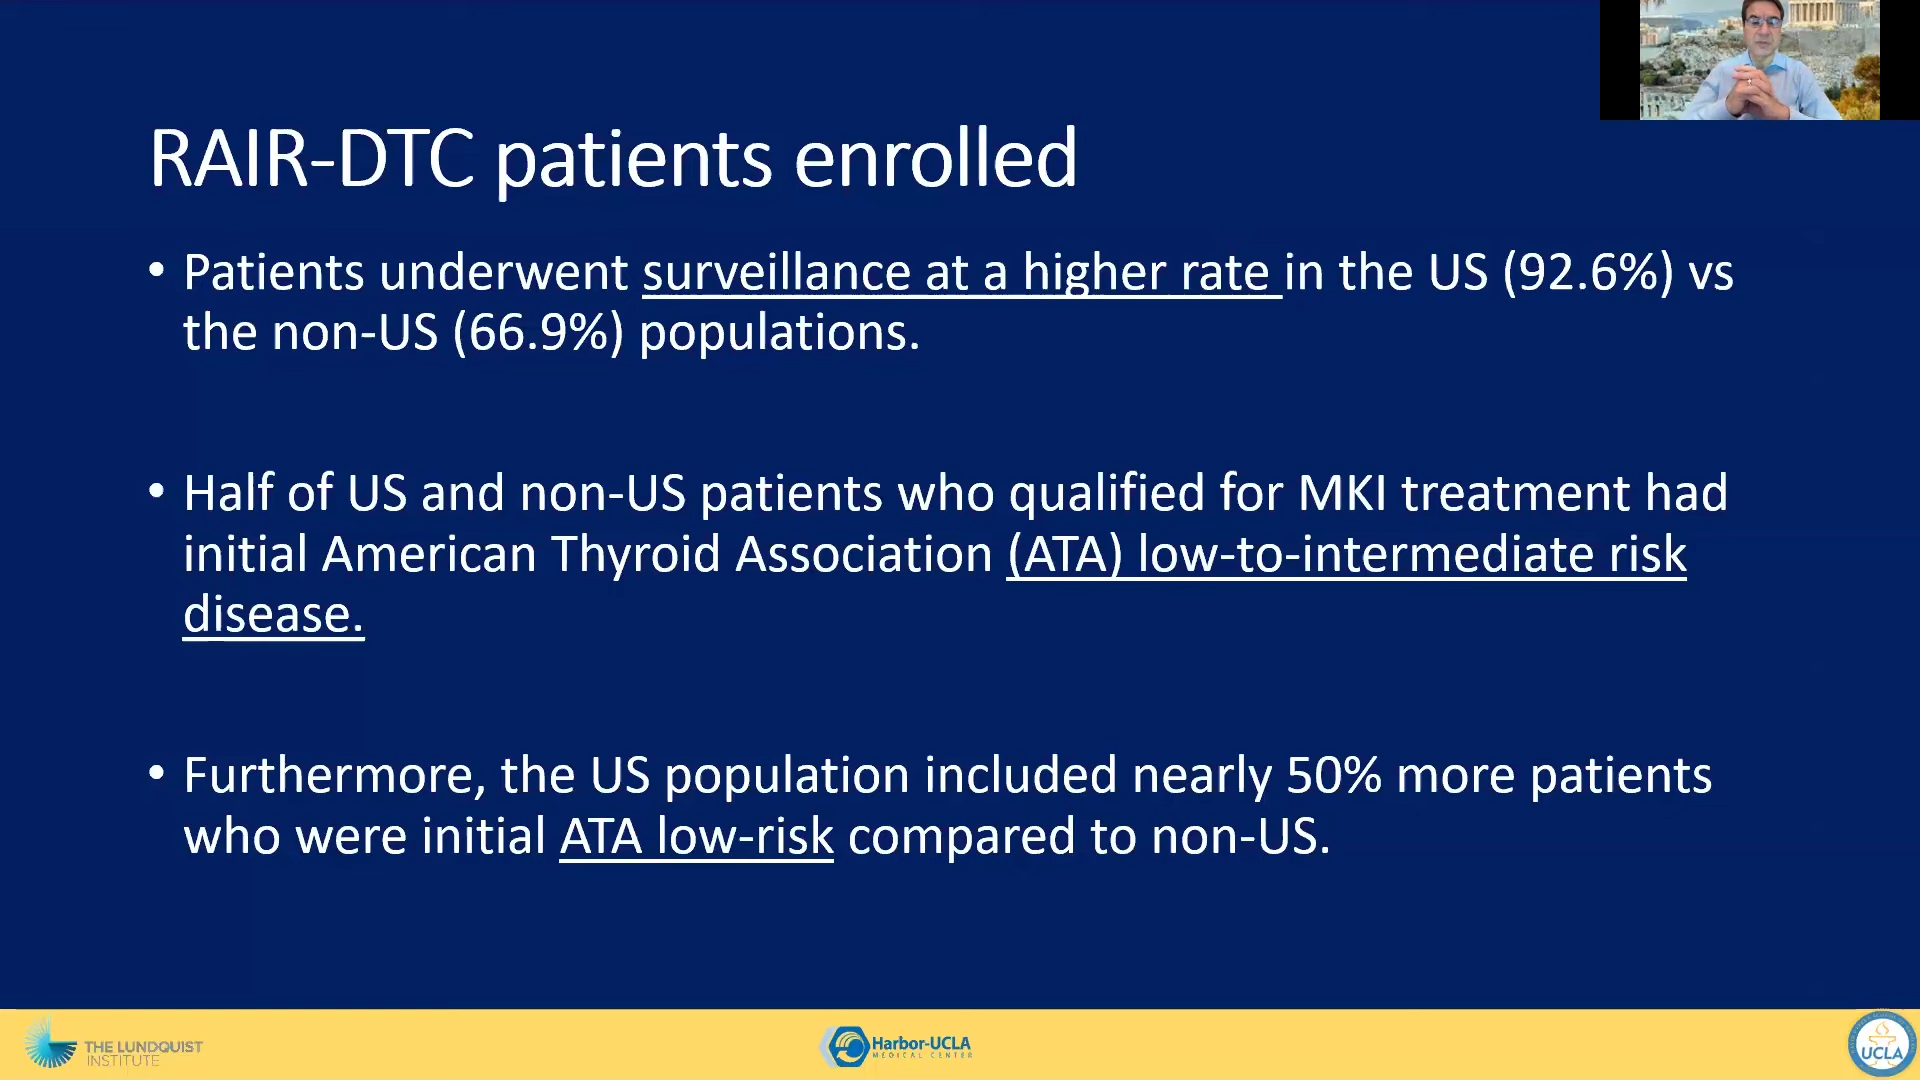 RAIR-DTC patients enrolled
• Patients underwent surveillance at a higher rate in the US (92.6%) vs
the non-US (66.9%) populations.
• Half of US and non-US patients who qualified for MKI treatment had
initial American Thyroid Association (ATA) low-to-intermediate risk
disease.
• Furthermore, the US population included nearly 50% more patients
who were initial ATA low-risk compared to non-US.
THE LUNDQUIST
INSTITUTE
Harbor-UCLA
MEDICAL CENTER
UCLA